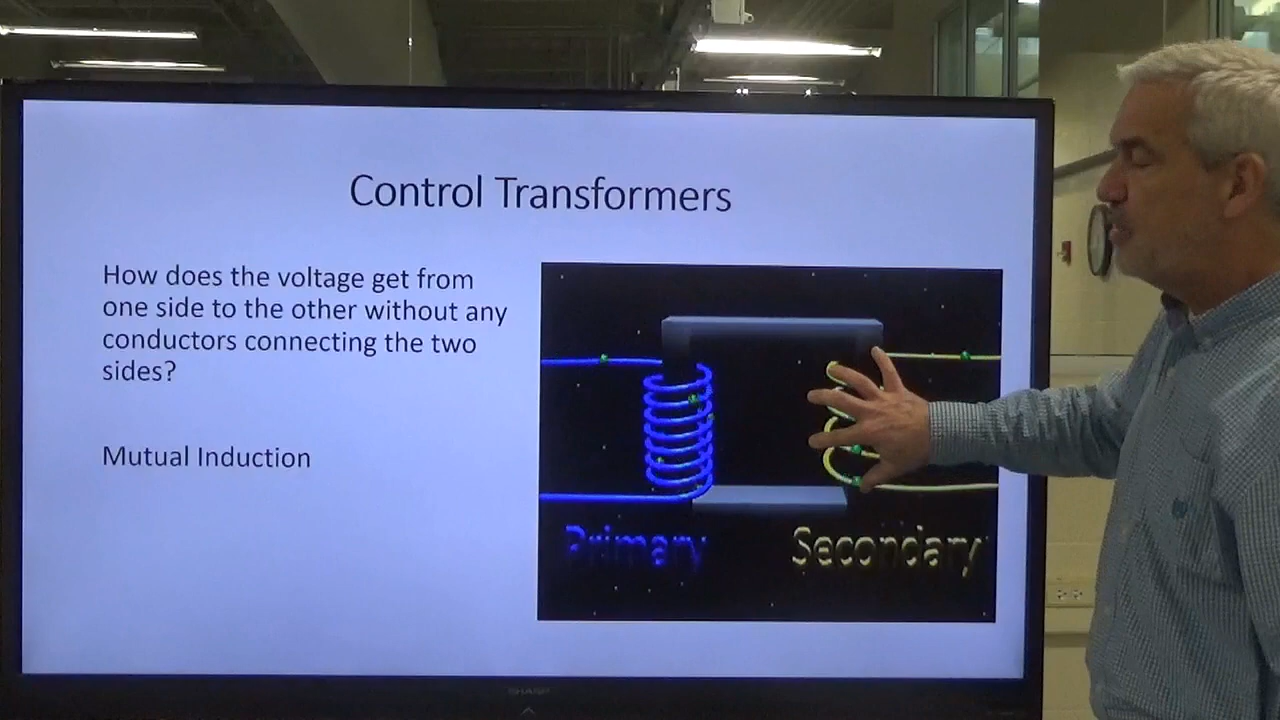 Control Transformers
How does the voltage get from
one side to the other without any
conductors connecting the two
sides?
Mutual Induction
Primary
Secondary
SHARP